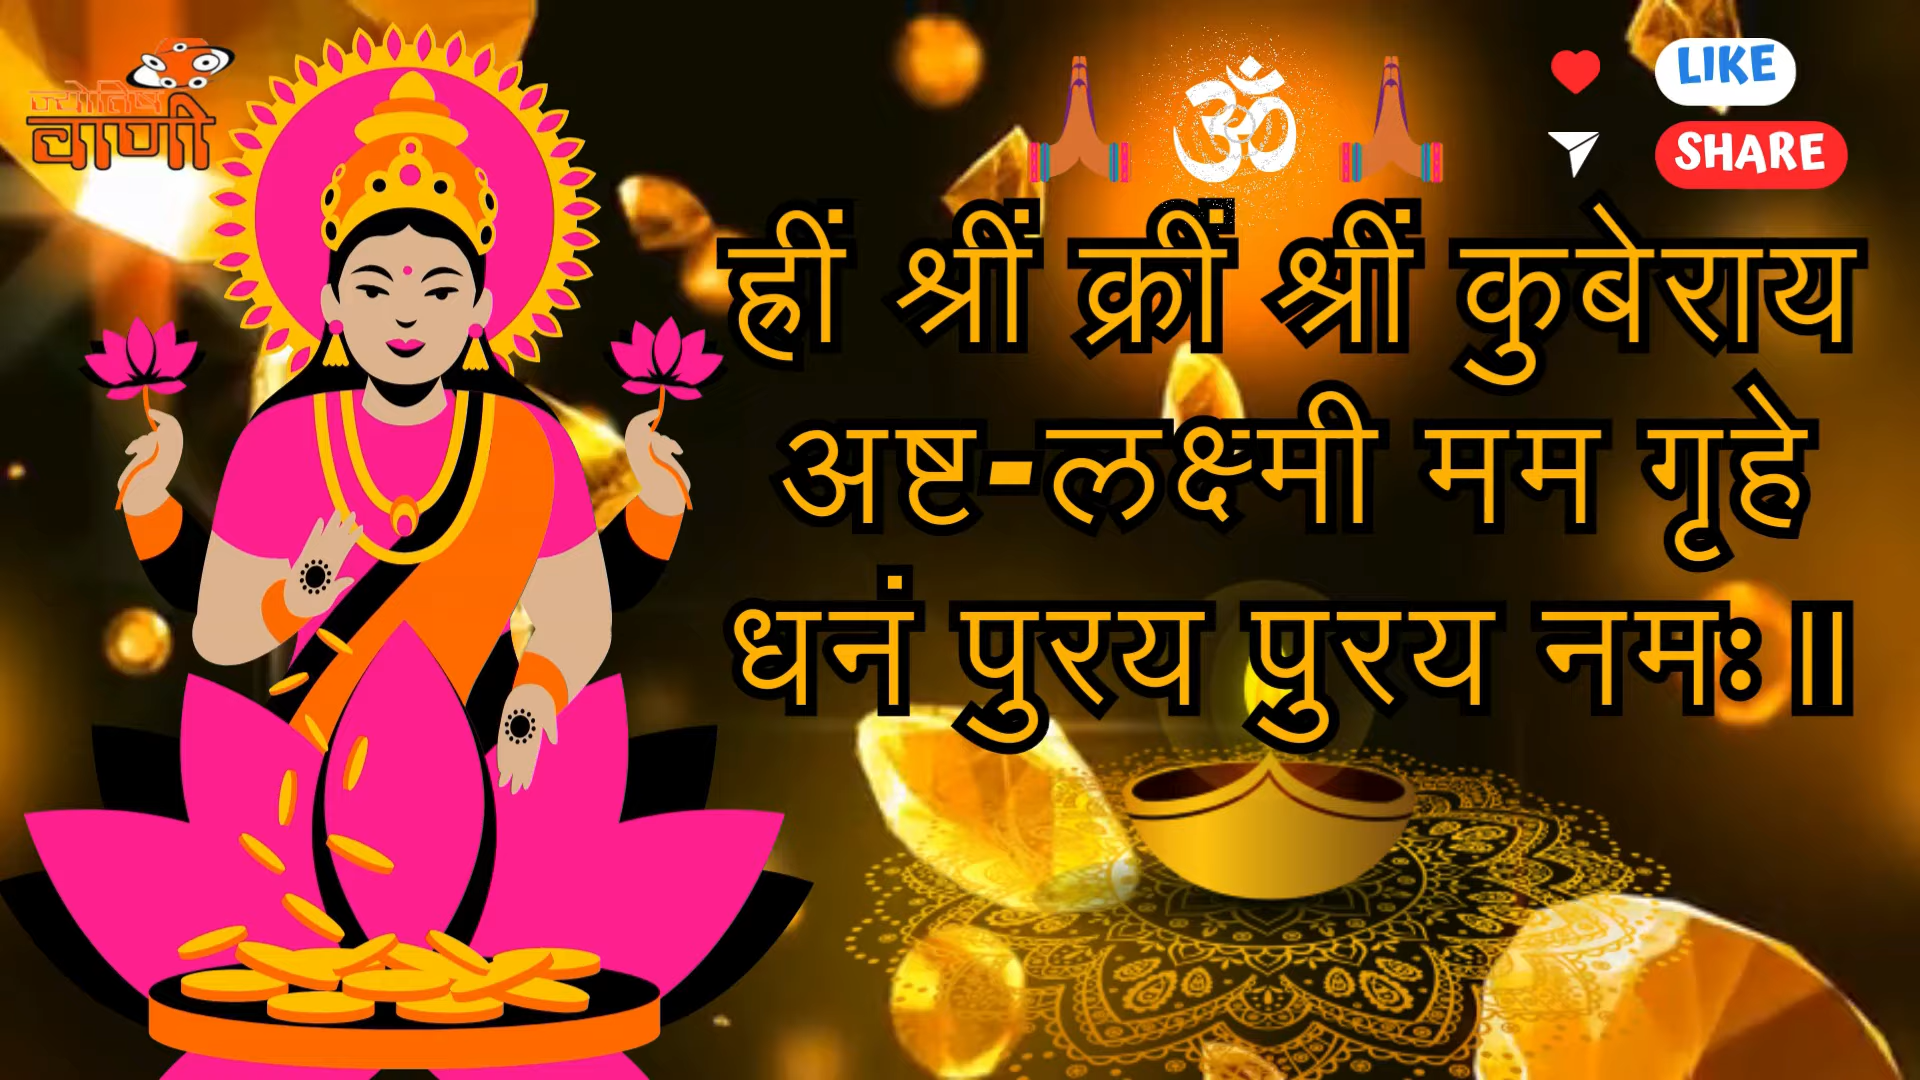 ज्योतिष
वाणी
ॐ
LIKE
SHARE
ह्रीं श्रीं क्रीं श्रीं कुबेराय
अष्ट-लक्ष्मी मम गृहे
धनं पुरय पुरय नमः ॥